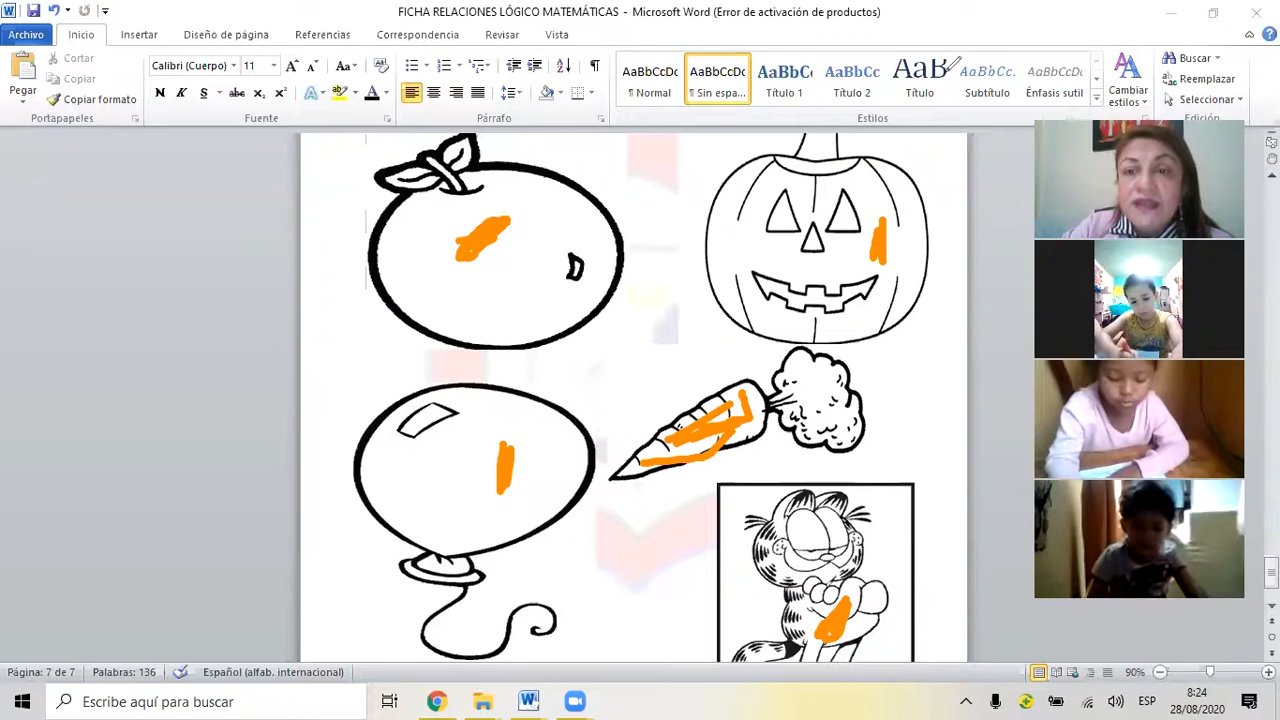 FICHA RELACIONES LÓGICO MATEMÁTICAS - Microsoft Word (Error de activación de productos)
Archivo Inicio Insertar Diseño de página Referencias Correspondencia Revisar Vista
Pegar
Cortar
Copiar
Copiar formato
Portapapeles
Calibri (Cuerpo) 11
N K S abc x₂ x²
Fuente
Párrafo
AaBbCcDc AaBbCcDc AaBbC AaBbCc AaB AaBbCc. AaBbCcDc
¶ Normal ¶ Sin espa... Título 1 Título 2 Título Subtítulo Énfasis sutil
Estilos
Cambiar estilos
Buscar
Reemplazar
Seleccionar
Edición
Página: 7 de 7 Palabras: 136 Español (alfab. internacional) 90%
Escribe aquí para buscar
ESP
8:24
28/08/2020